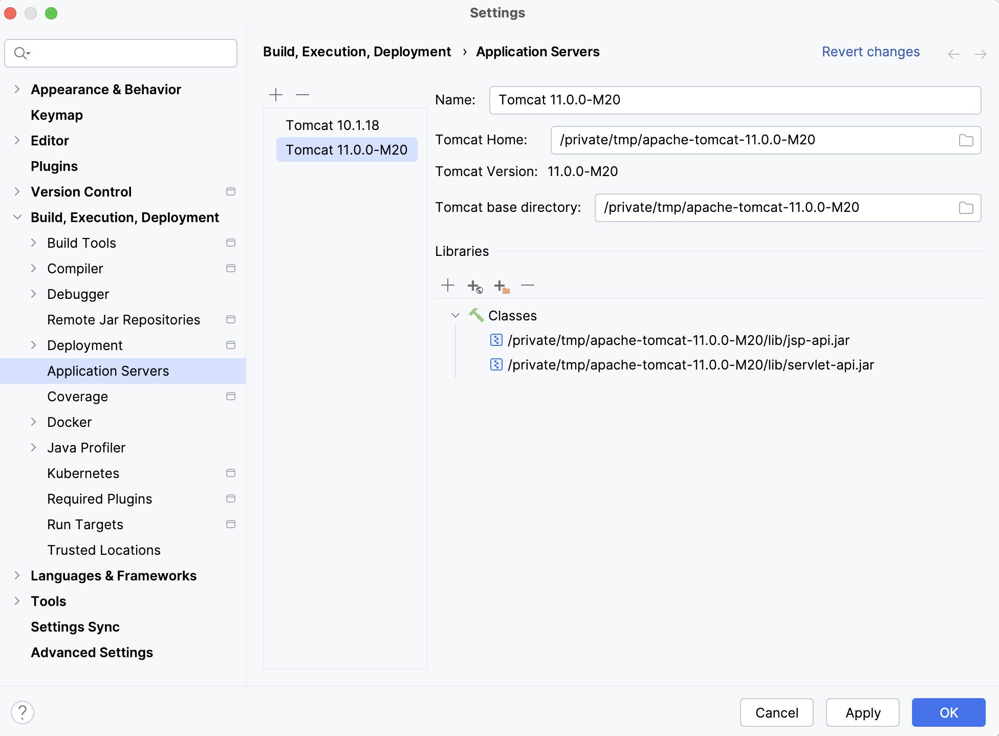 Settings
Build, Execution, Deployment › Application Servers
Revert changes
Appearance & Behavior
Keymap
Editor
Plugins
Version Control
Build, Execution, Deployment
Build Tools
Compiler
Debugger
Remote Jar Repositories
Deployment
Application Servers
Coverage
Docker
Java Profiler
Kubernetes
Required Plugins
Run Targets
Trusted Locations
Languages & Frameworks
Tools
Settings Sync
Advanced Settings
Tomcat 10.1.18
Tomcat 11.0.0-M20
Name: Tomcat 11.0.0-M20
Tomcat Home: /private/tmp/apache-tomcat-11.0.0-M20
Tomcat Version: 11.0.0-M20
Tomcat base directory: /private/tmp/apache-tomcat-11.0.0-M20
Libraries
Classes
/private/tmp/apache-tomcat-11.0.0-M20/lib/jsp-api.jar
/private/tmp/apache-tomcat-11.0.0-M20/lib/servlet-api.jar
?
Cancel
Apply
OK